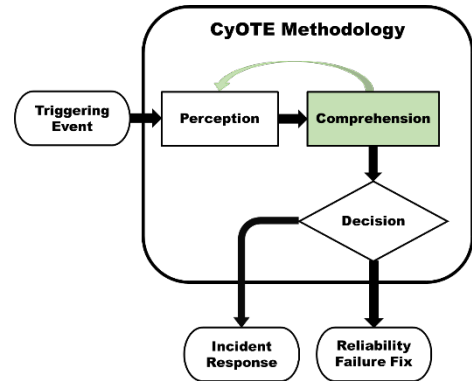 CyOTE Methodology
Triggering
Event
Perception
Comprehension
Decision
Incident
Response
Reliability
Failure Fix